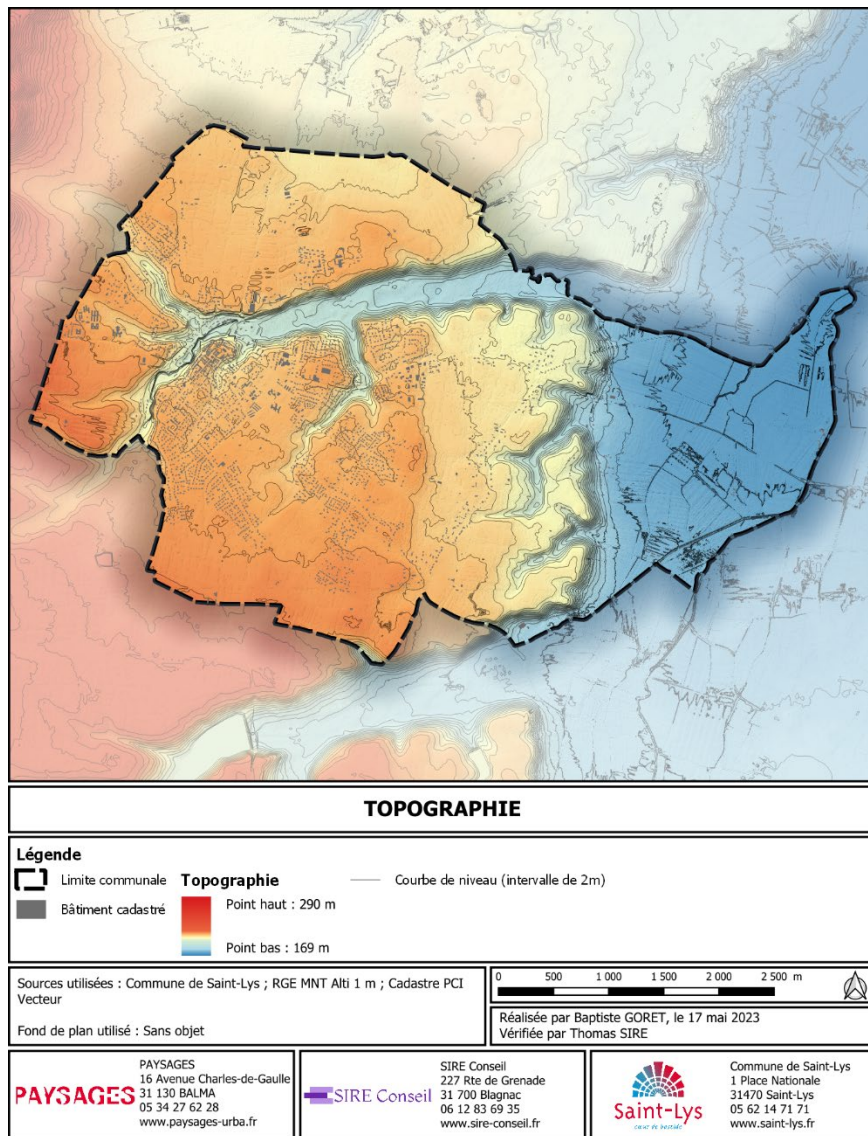 TOPOGRAPHIE
Légende
Limite communale
Bâtiment cadastré
Topographie
Point haut : 290 m
Point bas : 169 m
Courbe de niveau (intervalle de 2m)
Sources utilisées : Commune de Saint-Lys ; RGE MNT Alti 1 m ; Cadastre PCI
Vecteur
Fond de plan utilisé : Sans objet
0 500 1 000 1 500 2 000 2 500 m
Réalisée par Baptiste GORET, le 17 mai 2023
Vérifiée par Thomas SIRE
PAYSAGES
PAYSAGES
16 Avenue Charles-de-Gaulle
31 130 BALMA
05 34 27 62 28
www.paysages-urba.fr
SIRE Conseil
SIRE Conseil
227 Rte de Grenade
31 700 Blagnac
06 12 83 69 35
www.sire-conseil.fr
Saint-Lys
cœur de bastide
Commune de Saint-Lys
1 Place Nationale
31470 Saint-Lys
05 62 14 71 71
www.saint-lys.fr